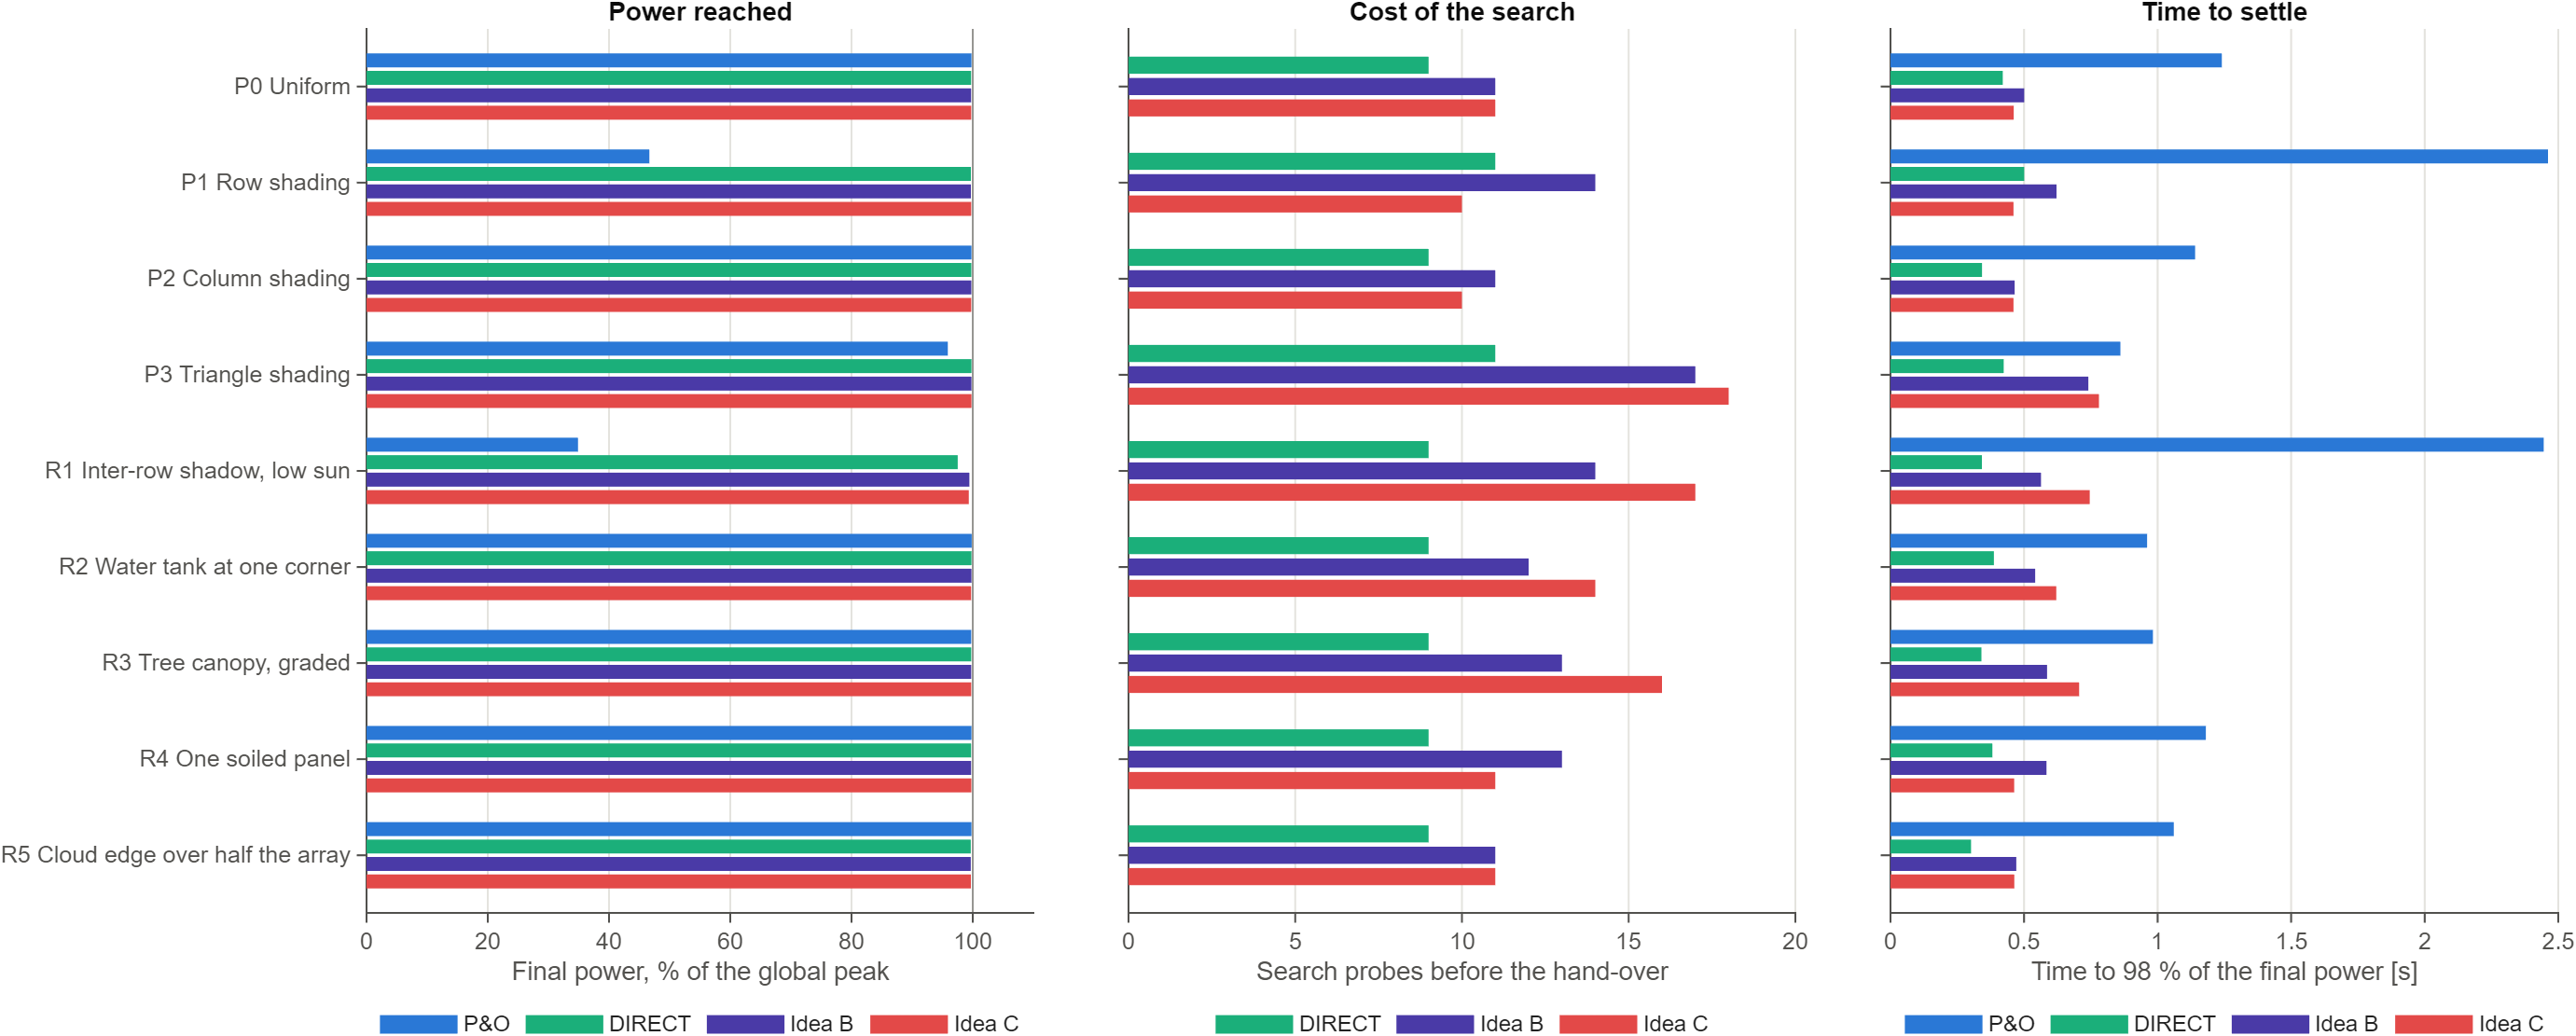 Power reached
Cost of the search
Time to settle
P0 Uniform
P1 Row shading
P2 Column shading
P3 Triangle shading
R1 Inter-row shadow, low sun
R2 Water tank at one corner
R3 Tree canopy, graded
R4 One soiled panel
R5 Cloud edge over half the array
0 20 40 60 80 100
0 5 10 15 20
0 0.5 1 1.5 2 2.5
Final power, % of the global peak
Search probes before the hand-over
Time to 98 % of the final power [s]
P&O DIRECT Idea B Idea C
DIRECT Idea B Idea C
P&O DIRECT Idea B Idea C